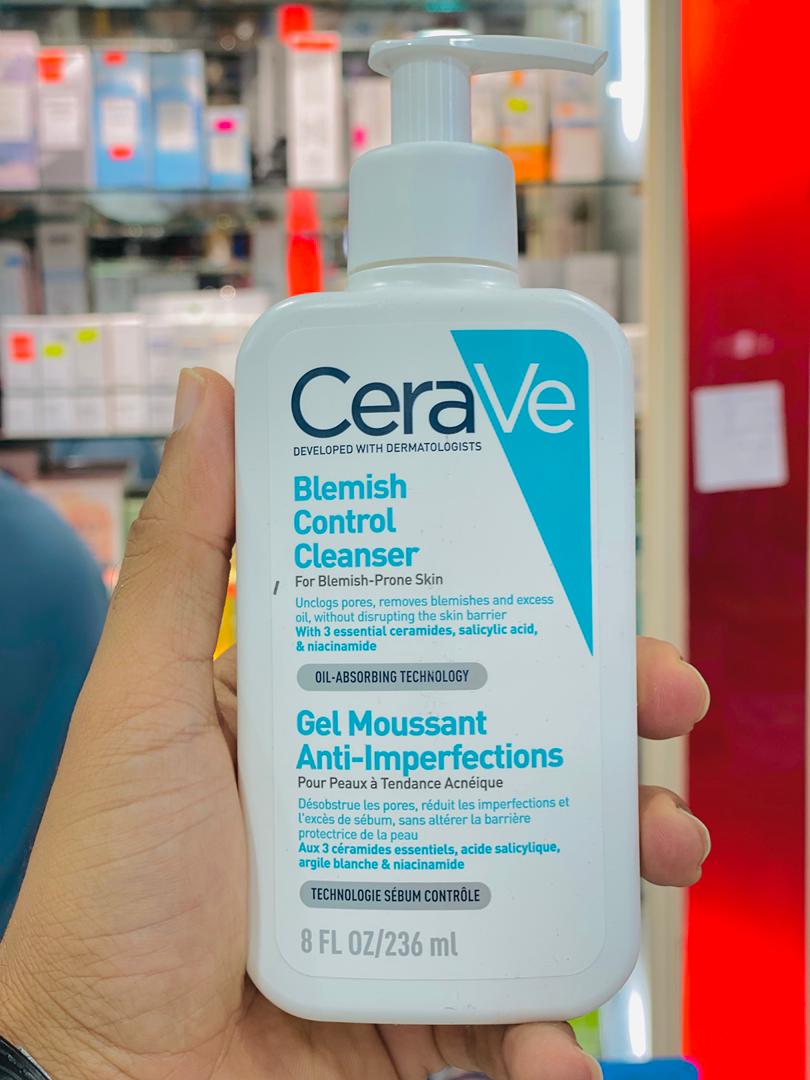 CeraVe
DEVELOPED WITH DERMATOLOGISTS
Blemish
Control
Cleanser
For Blemish-Prone Skin
Unclogs pores, removes blemishes and excess
oil, without disrupting the skin barrier
With 3 essential ceramides, salicylic acid,
& niacinamide
OIL-ABSORBING TECHNOLOGY
Gel Moussant
Anti-Imperfections
Pour Peaux à Tendance Acnéique
Désobstrue les pores, réduit les imperfections et
l'excès de sébum, sans altérer la barrière
protectrice de la peau
Aux 3 céramides essentiels, acide salicylique,
argile blanche & niacinamide
TECHNOLOGIE SÉBUM CONTRÔLE
8 FL OZ/236 ml